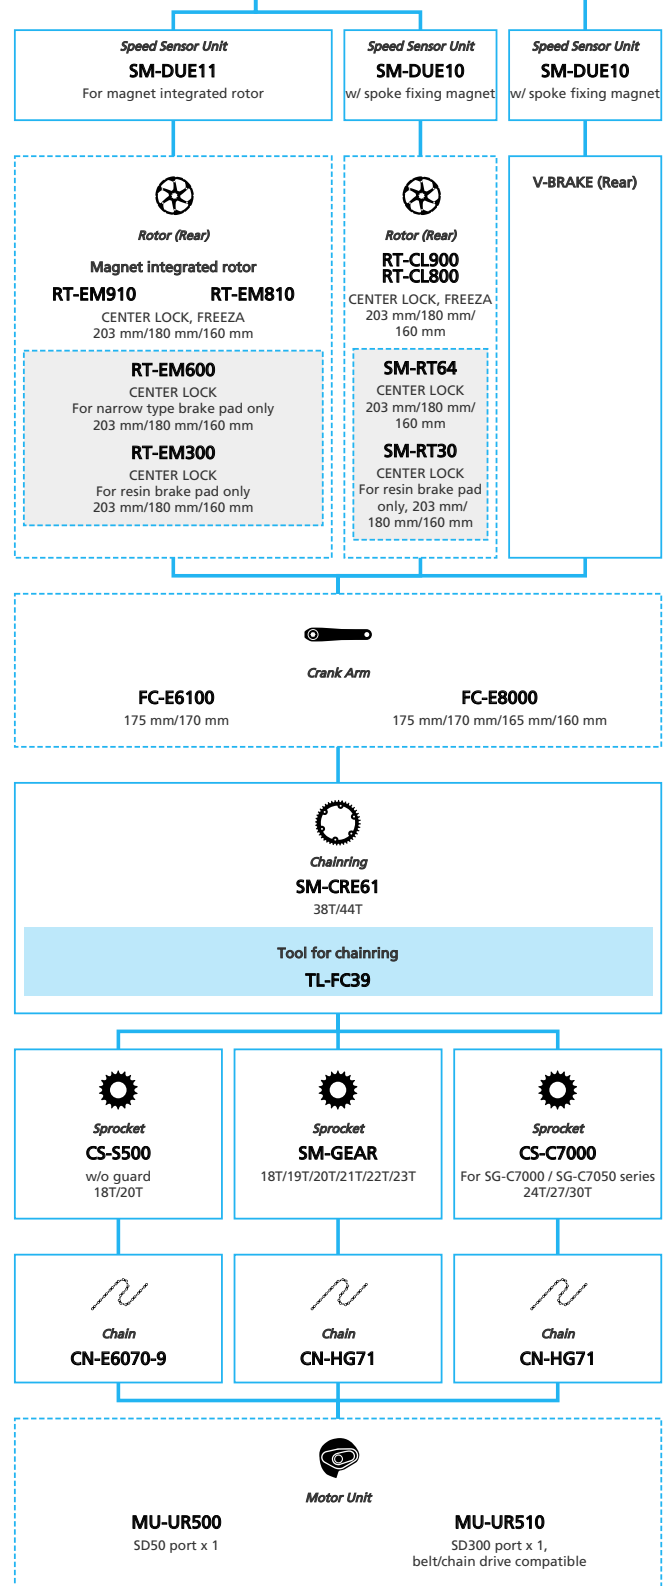 Speed Sensor Unit
SM-DUE11
For magnet integrated rotor
Speed Sensor Unit
SM-DUE10
w/ spoke fixing magnet
Speed Sensor Unit
SM-DUE10
w/ spoke fixing magnet
Rotor (Rear)
Magnet integrated rotor
RT-EM910 RT-EM810
CENTER LOCK, FREEZA
203 mm/180 mm/160 mm
RT-EM600
CENTER LOCK
For narrow type brake pad only
203 mm/180 mm/160 mm
RT-EM300
CENTER LOCK
For resin brake pad only
203 mm/180 mm/160 mm
Rotor (Rear)
RT-CL900
RT-CL800
CENTER LOCK, FREEZA
203 mm/180 mm/
160 mm
SM-RT64
CENTER LOCK
203 mm/180 mm/
160 mm
SM-RT30
CENTER LOCK
For resin brake pad
only, 203 mm/
180 mm/160 mm
V-BRAKE (Rear)
Crank Arm
FC-E6100
175 mm/170 mm
FC-E8000
175 mm/170 mm/165 mm/160 mm
Chainring
SM-CRE61
38T/44T
Tool for chainring
TL-FC39
Sprocket
CS-S500
w/o guard
18T/20T
Sprocket
SM-GEAR
18T/19T/20T/21T/22T/23T
Sprocket
CS-C7000
For SG-C7000 / SG-C7050 series
24T/27/30T
Chain
CN-E6070-9
Chain
CN-HG71
Chain
CN-HG71
Motor Unit
MU-UR500
SD50 port x 1
MU-UR510
SD300 port x 1,
belt/chain drive compatible